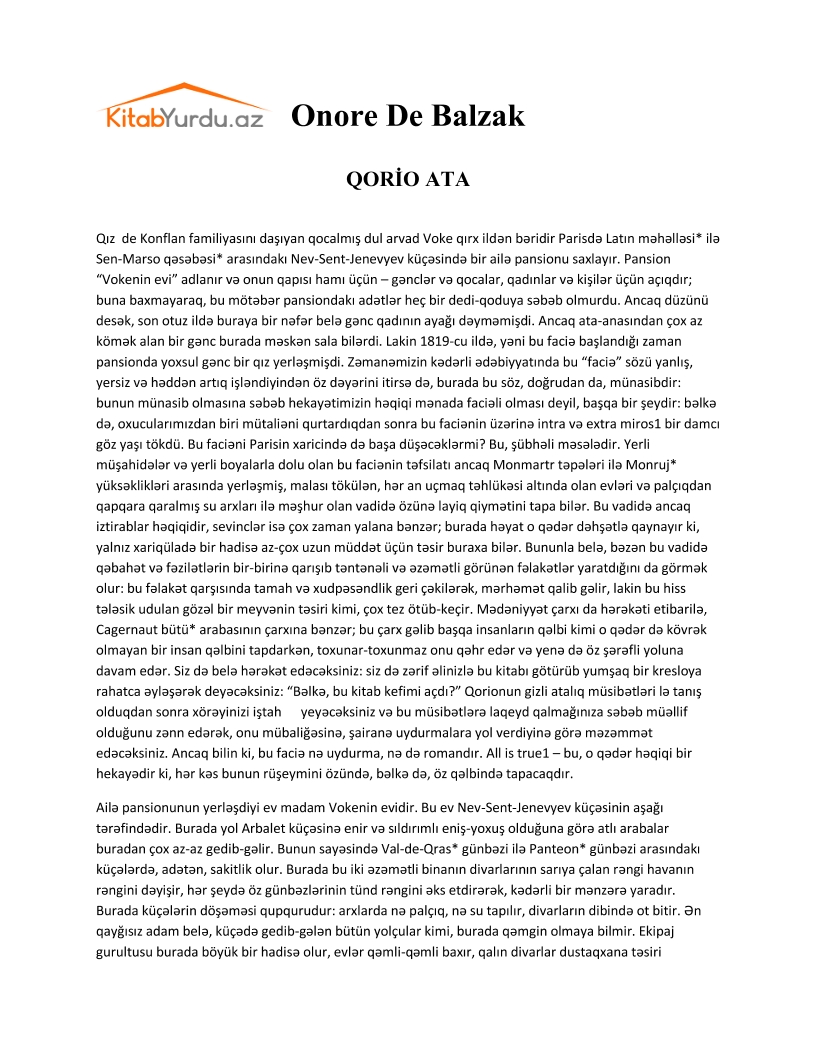 KitabYurdu.az
Onore De Balzak
QORİO ATA
Qız de Konflan familiyasını daşıyan qocalmış dul arvad Voke qırx ildən bəridir Parisdə Latın məhəlləsi* ilə
Sen-Marso qəsəbəsi* arasındakı Nev-Sent-Jenevyev küçəsində bir ailə pansionu saxlayır. Pansion
“Vokenin evi” adlanır və onun qapısı hamı üçün – gənclər və qocalar, qadınlar və kişilər üçün açıqdır;
buna baxmayaraq, bu mötəbər pansiondakı adətlər heç bir dedi-qoduya səbəb olmurdu. Ancaq düzünü
desək, son otuz ildə buraya bir nəfər belə gənc qadının ayağı dəyməmişdi. Ancaq ata-anasından çox az
kömək alan bir gənc burada məskən sala bilərdi. Lakin 1819-cu ildə, yəni bu faciə başlandığı zaman
pansionda yoxsul gənc bir qız yerləşmişdi. Zəmanəmizin kədərli ədəbiyyatında bu “faciə” sözü yanlış,
yersiz və həddən artıq işləndiyindən öz dəyərini itirsə də, burada bu söz, doğrudan da, münasibdir:
bunun münasib olmasına səbəb hekayətimizin həqiqi mənada faciəli olması deyil, başqa bir şeydir: bəlkə
də, oxucularımızdan biri mütaliəni qurtardıqdan sonra bu faciənin üzərinə intra və extra miros1 bir damcı
göz yaşı tökdü. Bu faciəni Parisin xaricində də başa düşəcəklərmi? Bu, şübhəli məsələdir. Yerli
müşahidələr və yerli boyalarla dolu olan bu faciənin təfsilatı ancaq Monmartr təpələri ilə Monruj*
yüksəklikləri arasında yerləşmiş, malası tökülən, hər an uçmaq təhlükəsi altında olan evləri və palçıqdan
qapqara qaralmış su arxları ilə məşhur olan vadidə özünə layiq qiymətini tapa bilər. Bu vadidə ancaq
iztirablar həqiqidir, sevinclər isə çox zaman yalana bənzər; burada həyat o qədər dəhşətlə qaynayır ki,
yalnız xariqüladə bir hadisə az-çox uzun müddət üçün təsir buraxa bilər. Bununla belə, bəzən bu vadidə
qəbahət və fəzilətlərin bir-birinə qarışıb təntənəli və əzəmətli görünən fəlakətlər yaratdığını da görmək
olur: bu fəlakət qarşısında tamah və xudpəsəndlik geri çəkilərək, mərhəmət qalib gəlir, lakin bu hiss
tələsik udulan gözəl bir meyvənin təsiri kimi, çox tez ötüb-keçir. Mədəniyyət çarxı da hərəkəti etibarilə,
Cagernaut bütü* arabasının çarxına bənzər; bu çarx gəlib başqa insanların qəlbi kimi o qədər də kövrək
olmayan bir insan qəlbini tapdarkən, toxunar-toxunmaz onu qəhr edər və yenə də öz şərəfli yoluna
davam edər. Siz də belə hərəkət edəcəksiniz: siz də zərif əlinizlə bu kitabı götürüb yumşaq bir kresloya
rahatca əyləşərək deyəcəksiniz: “Bəlkə, bu kitab kefimi açdı?” Qorionun gizli atalıq müsibətləri lə tanış
olduqdan sonra xörəyinizi iştah yeyəcəksiniz və bu müsibətlərə laqeyd qalmağınıza səbəb müəllif
olduğunu zənn edərək, onu mübaliğəsinə, şairanə uydurmalara yol verdiyinə görə məzəmmət
edəcəksiniz. Ancaq bilin ki, bu faciə nə uydurma, nə də romandır. All is true1 – bu, o qədər həqiqi bir
hekayədir ki, hər kəs bunun rüşeymini özündə, bəlkə də, öz qəlbində tapacaqdır.
Ailə pansionunun yerləşdiyi ev madam Vokenin evidir. Bu ev Nev-Sent-Jenevyev küçəsinin aşağı
tərəfindədir. Burada yol Arbalet küçəsinə enir və sıldırımlı eniş-yoxuş olduğuna görə atlı arabalar
buradan çox az-az gedib-gəlir. Bunun sayəsində Val-de-Qras* günbəzi ilə Panteon* günbəzi arasındakı
küçələrdə, adətən, sakitlik olur. Burada bu iki əzəmətli binanın divarlarının sarıya çalan rəngi havanın
rəngini dəyişir, hər şeydə öz günbəzlərinin tünd rəngini əks etdirərək, kədərli bir mənzərə yaradır.
Burada küçələrin döşəməsi qupqurudur: arxlarda nə palçıq, nə su tapılır, divarların dibində ot bitir. Ən
qayğısız adam belə, küçədə gedib-gələn bütün yolçular kimi, burada qəmgin olmaya bilmir. Ekipaj
gurultusu burada böyük bir hadisə olur, evlər qəmli-qəmli baxır, qalın divarlar dustaqxana təsiri